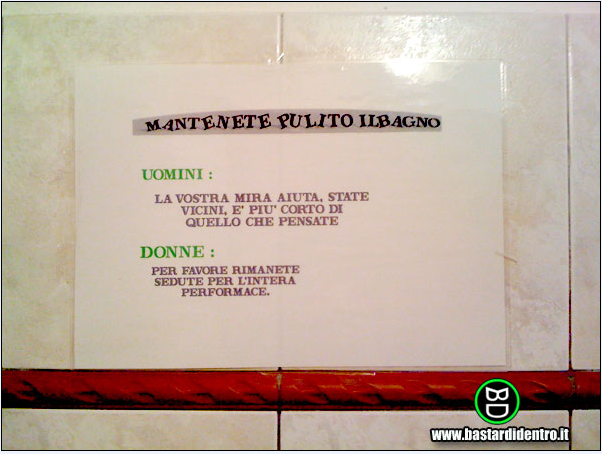 MANTENETE PULITO ILBAGNO
UOMINI :
LA VOSTRA MIRA AIUTA, STATE
VICINI, E' PIU' CORTO DI
QUELLO CHE PENSATE
DONNE :
PER FAVORE RIMANETE
SEDUTE PER L'INTERA
PERFORMACE.
BD
www.bastardidentro.it